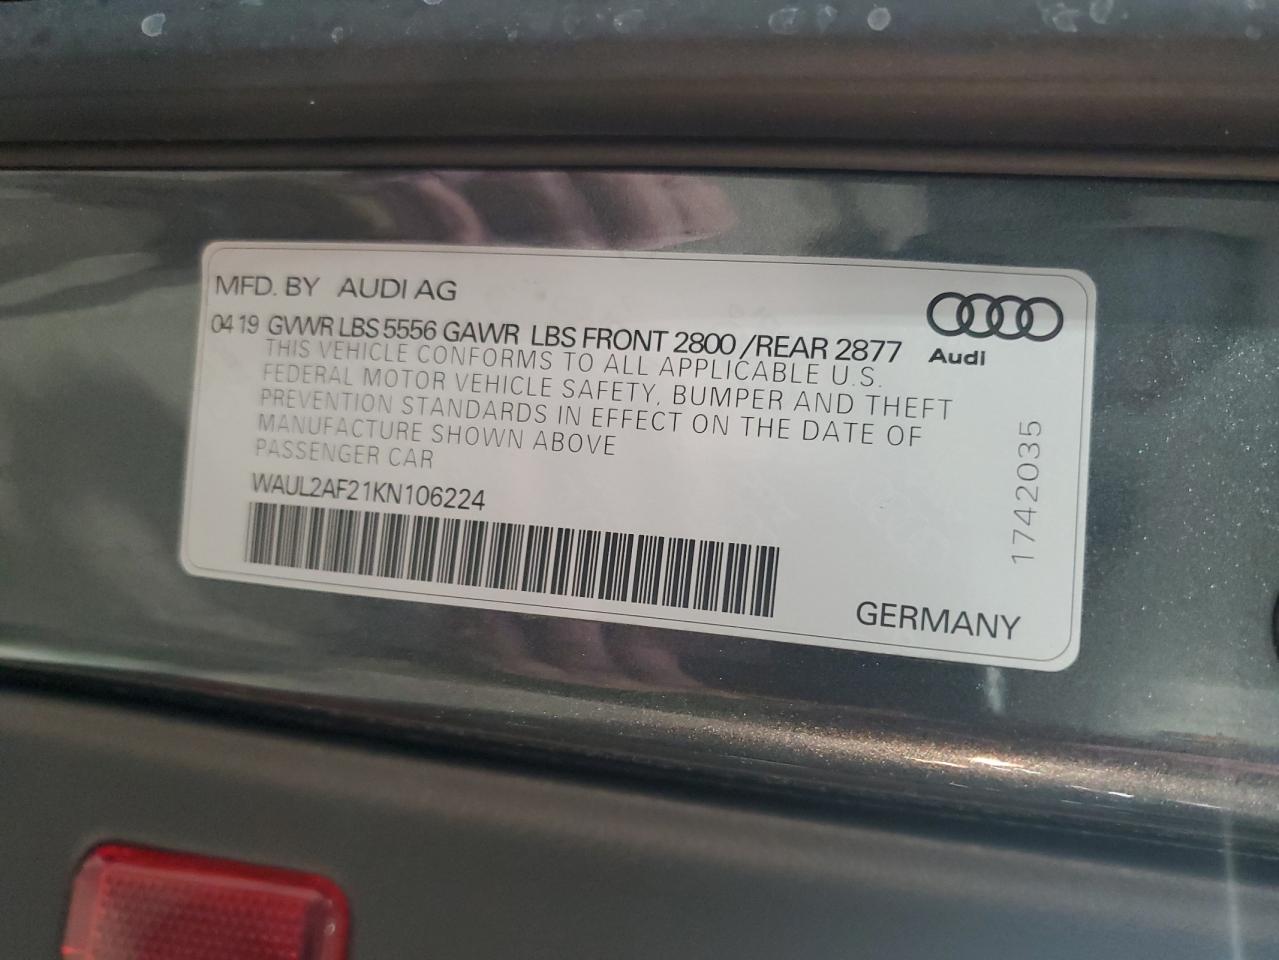 MFD. BY AUDI AG
04 19 GVWR LBS 5556 GAWR LBS FRONT 2800 /REAR 2877
THIS VEHICLE CONFORMS TO ALL APPLICABLE U.S.
FEDERAL MOTOR VEHICLE SAFETY, BUMPER AND THEFT
PREVENTION STANDARDS IN EFFECT ON THE DATE OF
MANUFACTURE SHOWN ABOVE
PASSENGER CAR
WAUL2AF21KN106224
Audi
1742035
GERMANY